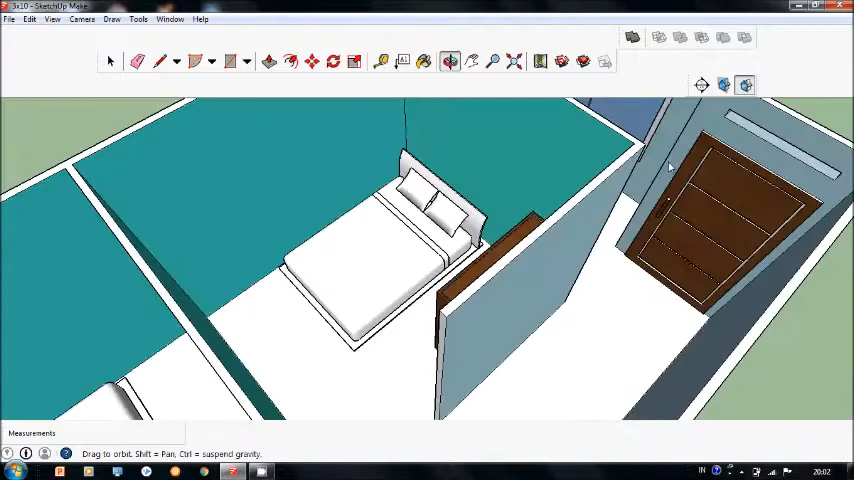 3x10 - SketchUp Make
File Edit View Camera Draw Tools Window Help
Measurements
Drag to orbit. Shift = Pan, Ctrl = suspend gravity.
IN 20:02